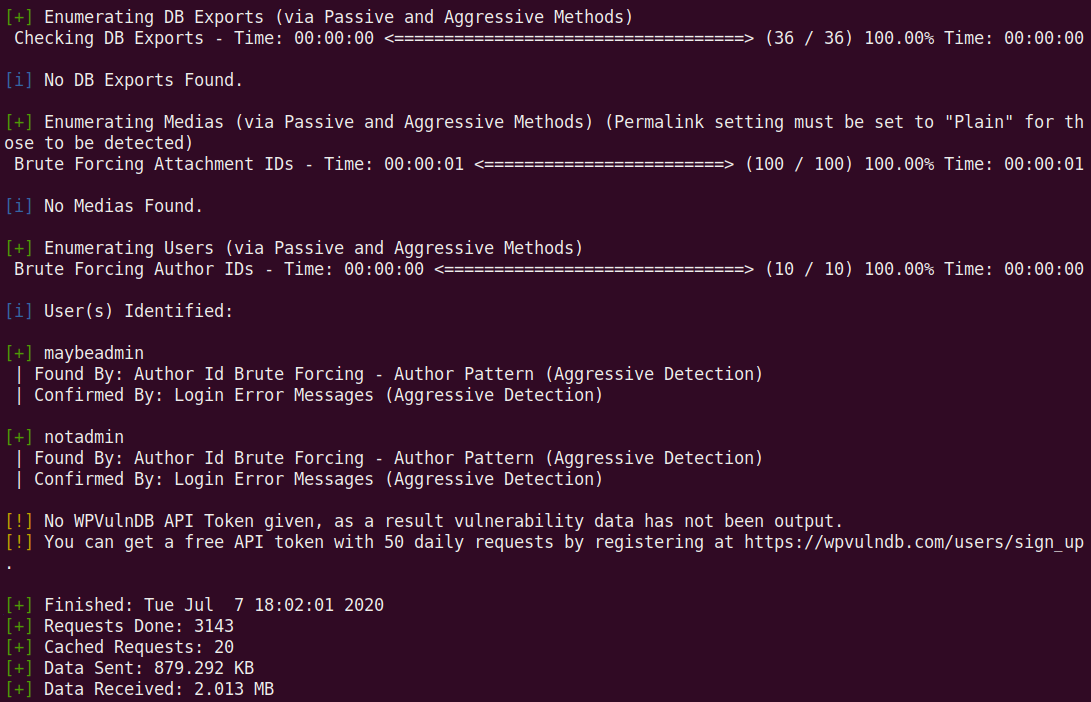 [+] Enumerating DB Exports (via Passive and Aggressive Methods)
 Checking DB Exports - Time: 00:00:00 <===================================> (36 / 36) 100.00% Time: 00:00:00
[i] No DB Exports Found.
[+] Enumerating Medias (via Passive and Aggressive Methods) (Permalink setting must be set to "Plain" for th
ose to be detected)
 Brute Forcing Attachment IDs - Time: 00:00:01 <========================> (100 / 100) 100.00% Time: 00:00:01
[i] No Medias Found.
[+] Enumerating Users (via Passive and Aggressive Methods)
 Brute Forcing Author IDs - Time: 00:00:00 <==============================> (10 / 10) 100.00% Time: 00:00:00
[i] User(s) Identified:
[+] maybeadmin
 | Found By: Author Id Brute Forcing - Author Pattern (Aggressive Detection)
 | Confirmed By: Login Error Messages (Aggressive Detection)
[+] notadmin
 | Found By: Author Id Brute Forcing - Author Pattern (Aggressive Detection)
 | Confirmed By: Login Error Messages (Aggressive Detection)
[!] No WPVulnDB API Token given, as a result vulnerability data has not been output.
[!] You can get a free API token with 50 daily requests by registering at https://wpvulndb.com/users/sign_up
.
[+] Finished: Tue Jul  7 18:02:01 2020
[+] Requests Done: 3143
[+] Cached Requests: 20
[+] Data Sent: 879.292 KB
[+] Data Received: 2.013 MB